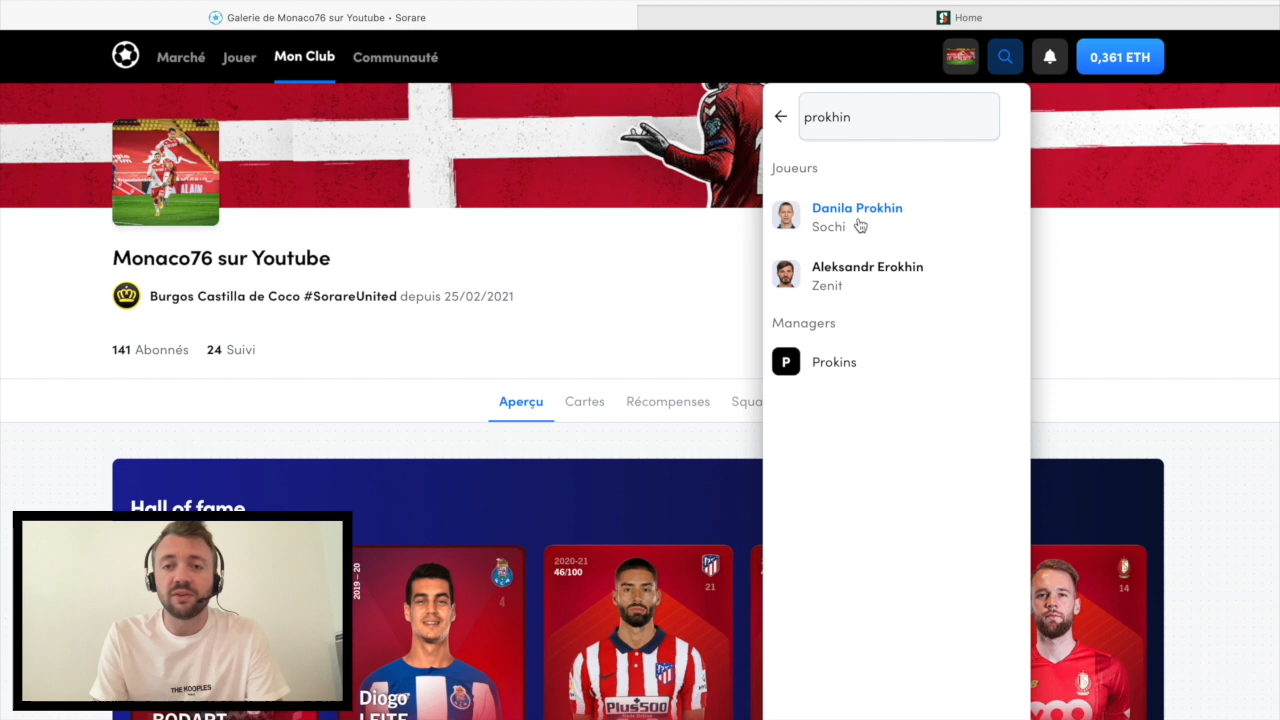 Galerie de Monaco76 sur Youtube • Sorare
Home
Marché
Jouer
Mon Club
Communauté
0,361 ETH
prokhin
Joueurs
Danila Prokhin
Sochi
Aleksandr Erokhin
Zenit
Managers
P
Prokins
ALAIN
Monaco76 sur Youtube
Burgos Castilla de Coco #SorareUnited depuis 25/02/2021
141 Abonnés
24 Suivi
Aperçu
Cartes
Récompenses
Squa
Hall of fame
2019 – 20
4
Diogo
LEITE
2020-21
46/100
21
Plus500
14
THE KOOPLES
BODART